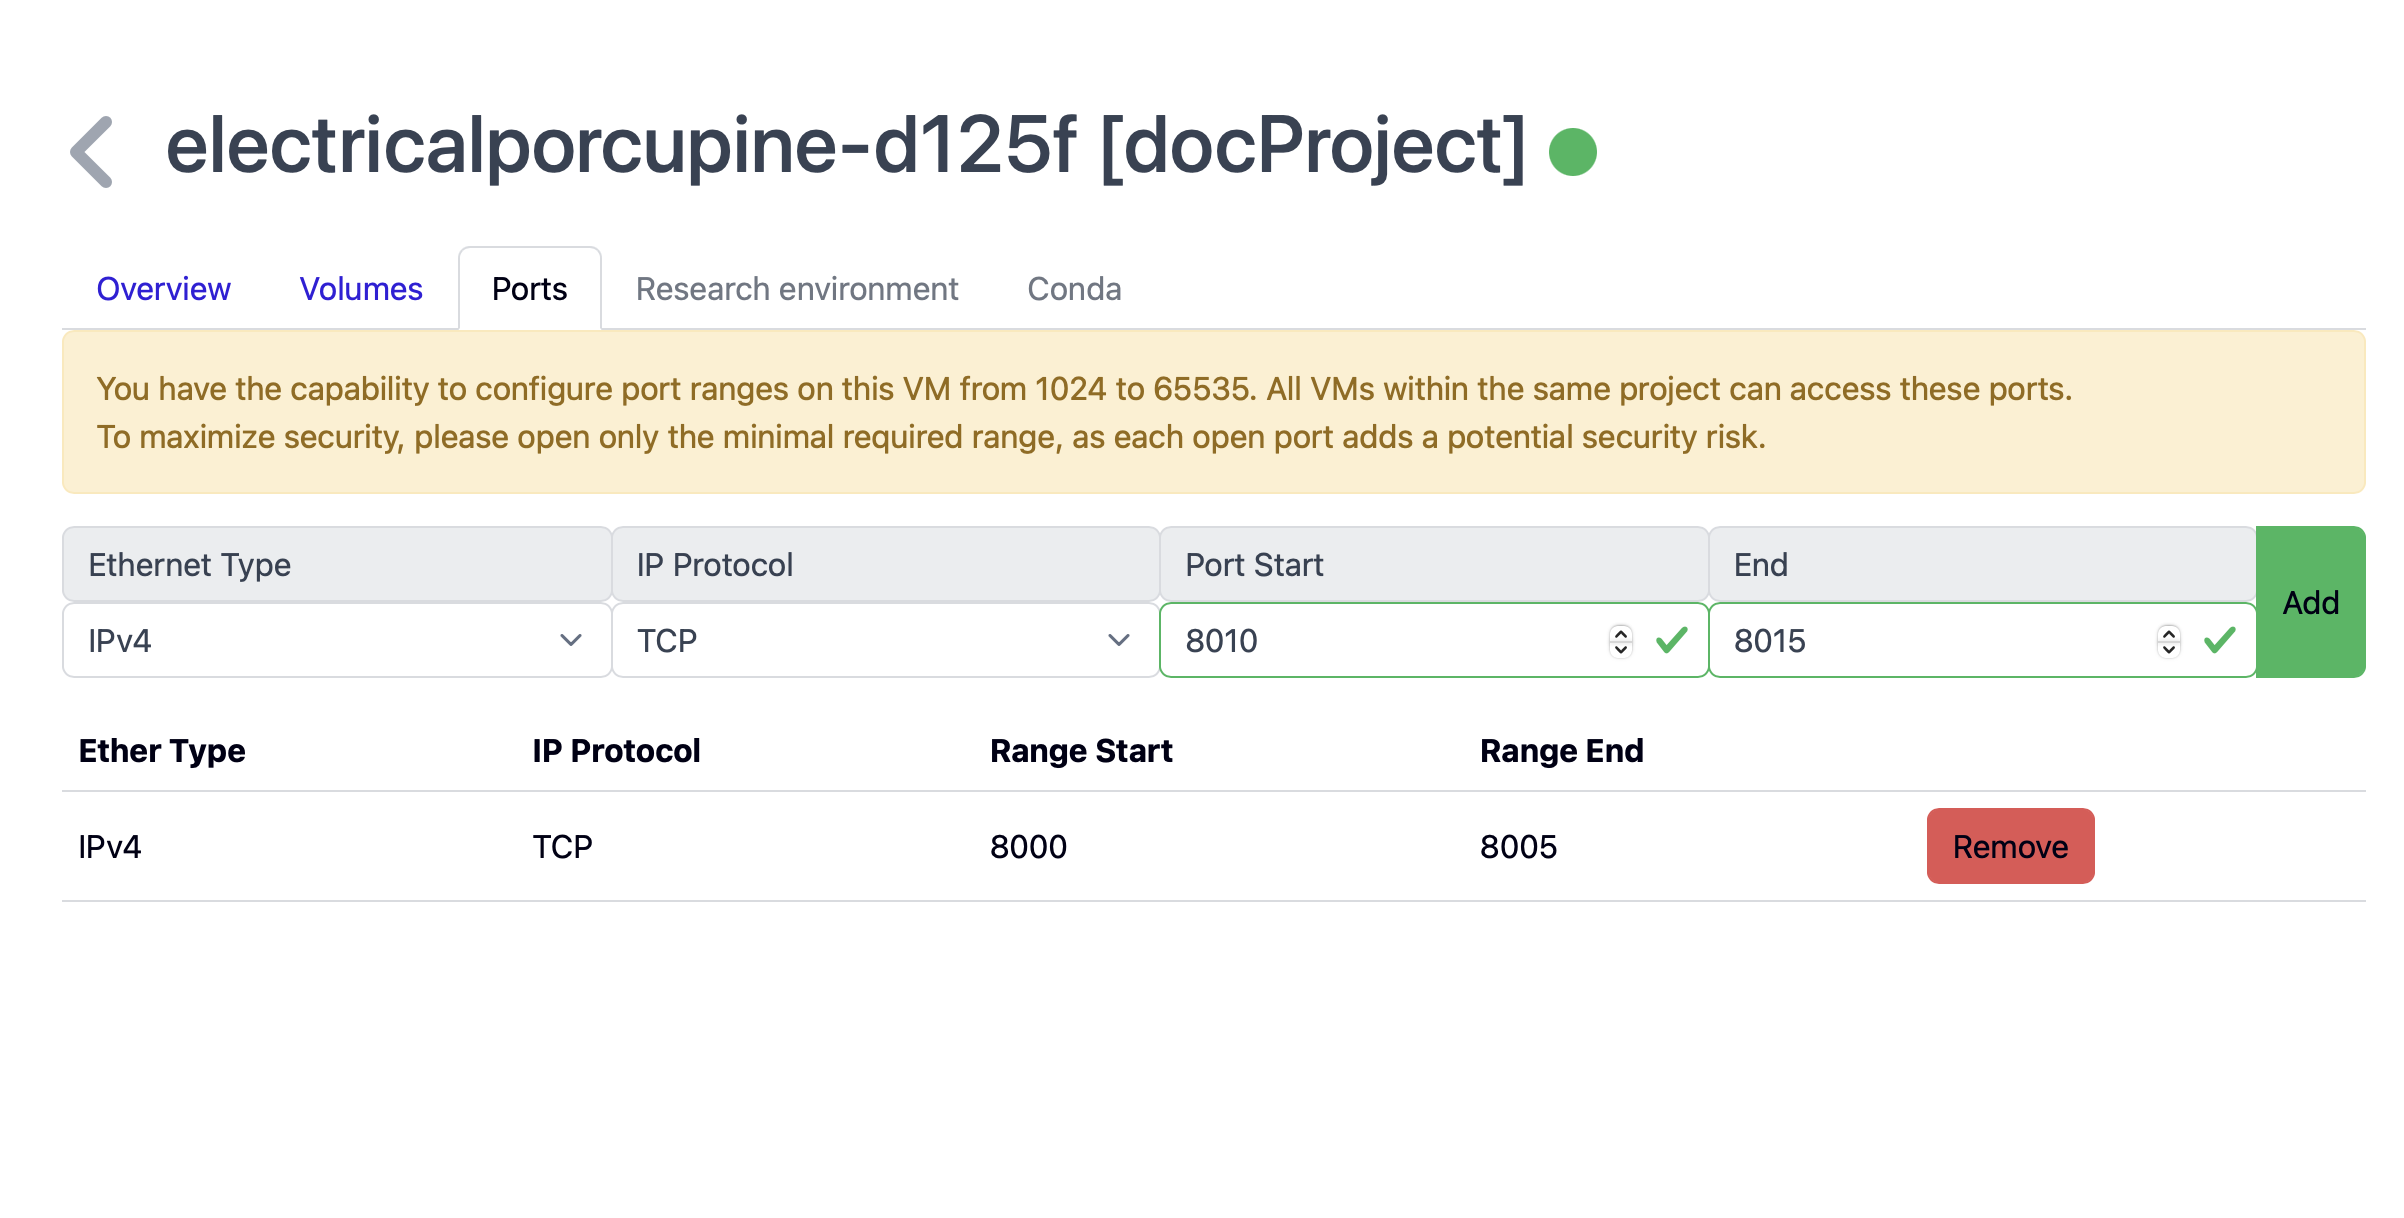 electricalporcupine-d125f [docProject]
Overview Volumes Ports Research environment Conda
You have the capability to configure port ranges on this VM from 1024 to 65535. All VMs within the same project can access these ports.
To maximize security, please open only the minimal required range, as each open port adds a potential security risk.
Ethernet Type IP Protocol Port Start End
Add
IPv4 TCP 8010 8015
Ether Type IP Protocol Range Start Range End
IPv4 TCP 8000 8005 Remove